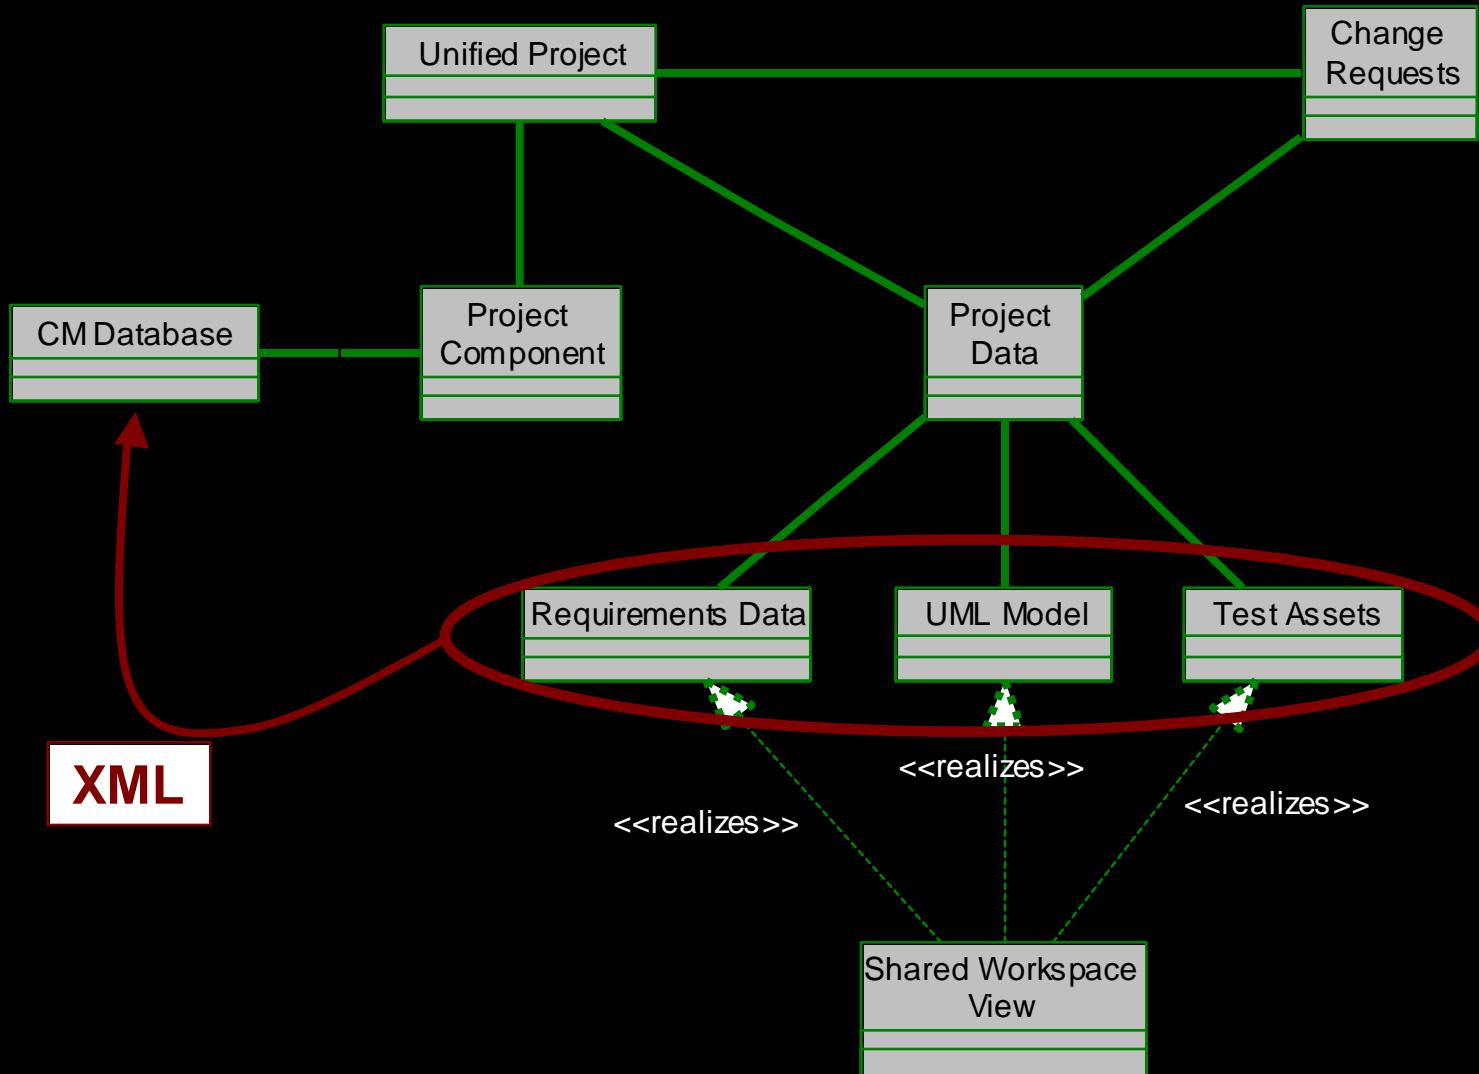 Unified Project
Change
Requests
CM Database
Project
Component
Project
Data
Requirements Data
UML Model
Test Assets
XML
<<realizes>>
<<realizes>>
<<realizes>>
Shared Workspace
View